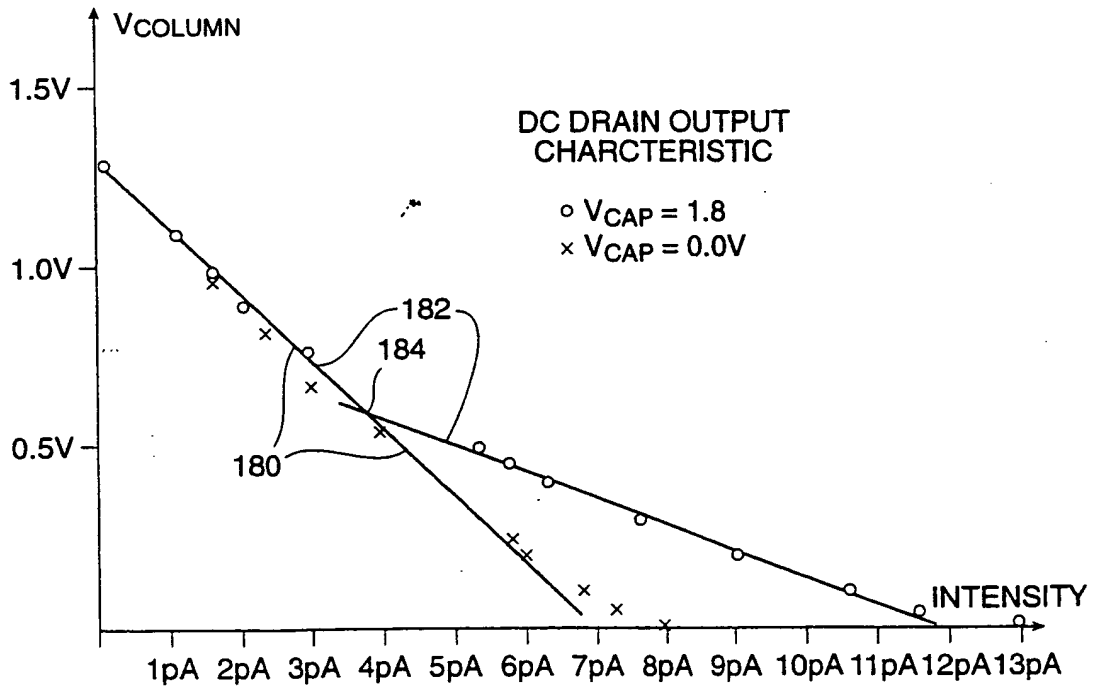 VCOLUMN
1.5V
DC DRAIN OUTPUT
CHARCTERISTIC
o VCAP = 1.8
× VCAP = 0.0V
1.0V
182
184
0.5V
180
INTENSITY
1pA 2pA 3pA 4pA 5pA 6pA 7pA 8pA 9pA 10pA 11pA 12pA 13pA